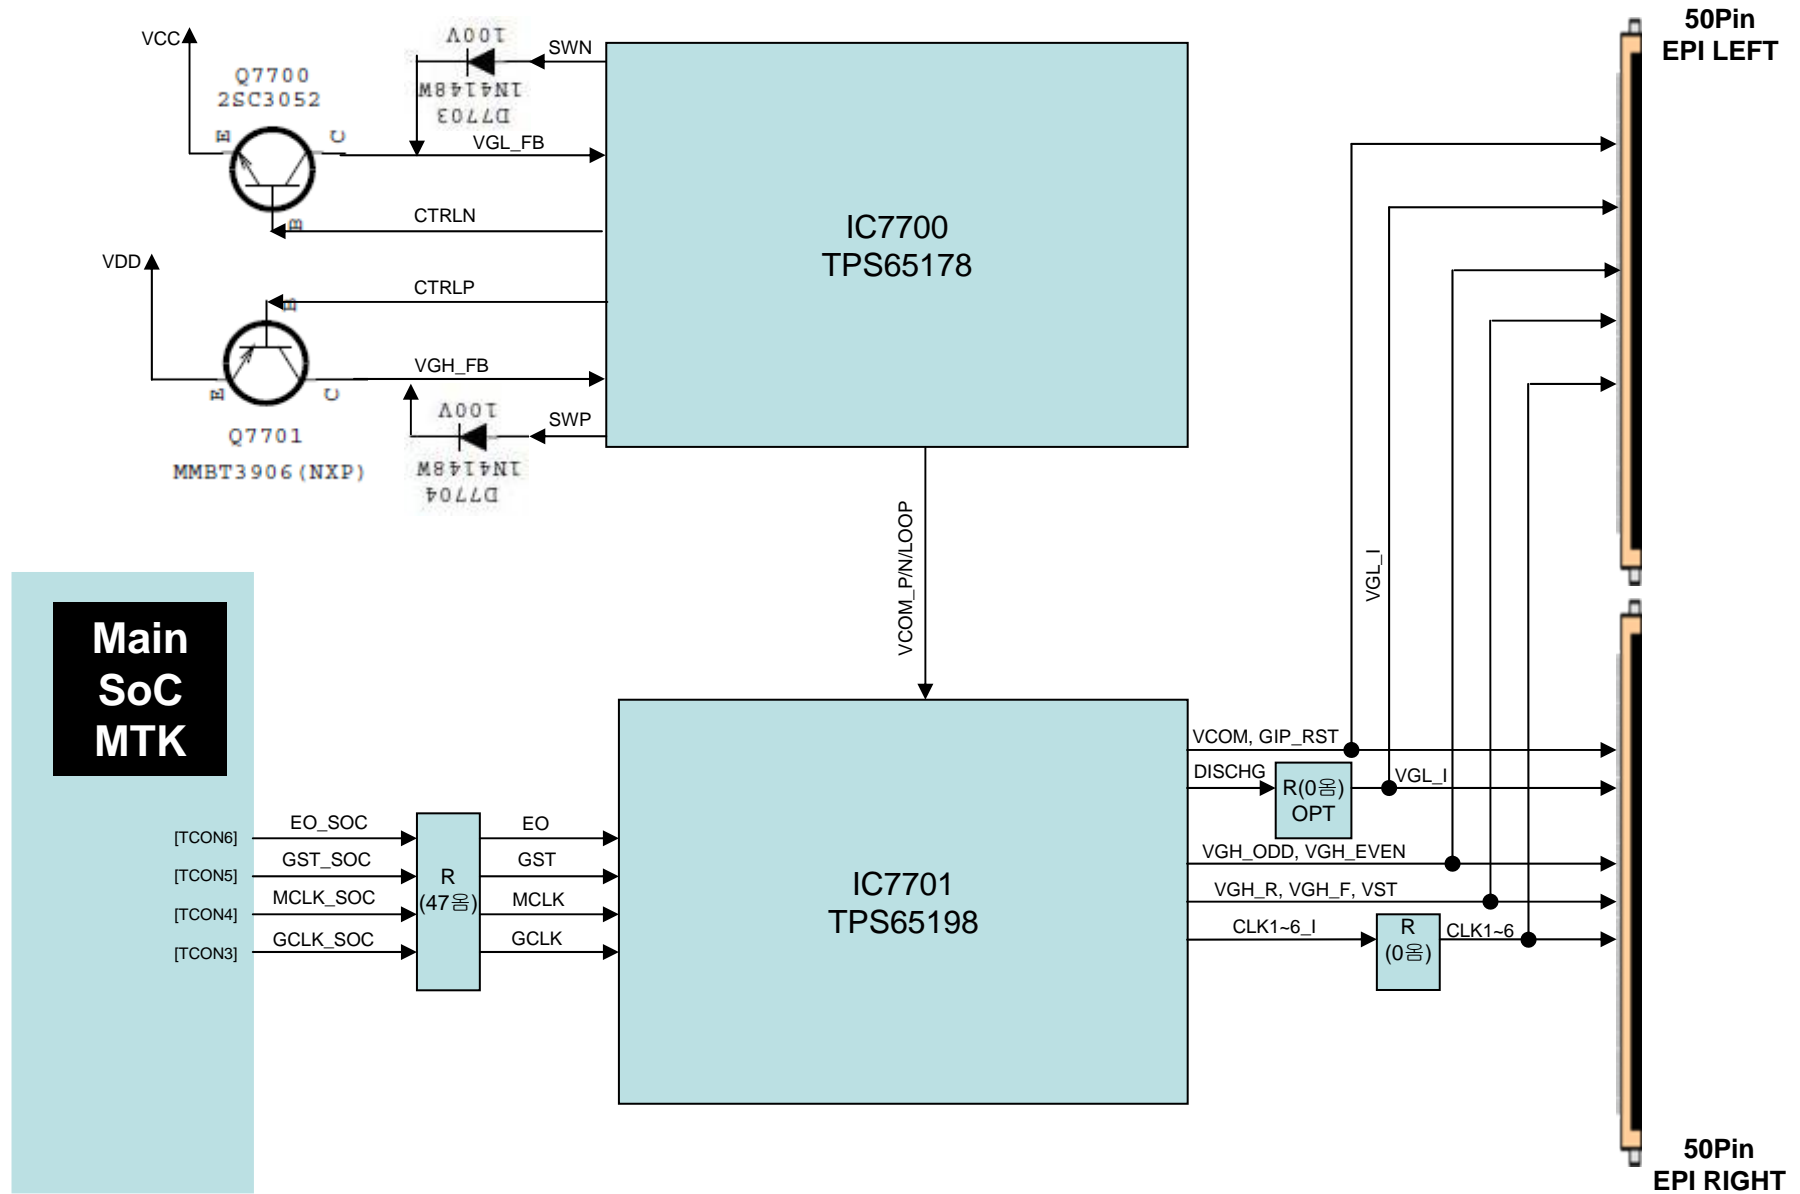 50Pin
EPI LEFT
VCC
Q7700
2SC3052
E
C
B
100V
1N4148W
D7703
SWN
VGL_FB
CTRLN
IC7700
TPS65178
VDD
CTRLP
B
VGH_FB
E
C
Q7701
MMBT3906(NXP)
100V
1N4148W
D7704
SWP
VCOM_P/N/LOOP
VGL_I
Main
SoC
MTK
[TCON6]
[TCON5]
[TCON4]
[TCON3]
EO_SOC
GST_SOC
MCLK_SOC
GCLK_SOC
R
(47옴)
EO
GST
MCLK
GCLK
IC7701
TPS65198
VCOM, GIP_RST
DISCHG
R(0옴)
OPT
VGL_I
VGH_ODD, VGH_EVEN
VGH_R, VGH_F, VST
CLK1~6_I
R
(0옴)
CLK1~6
50Pin
EPI RIGHT